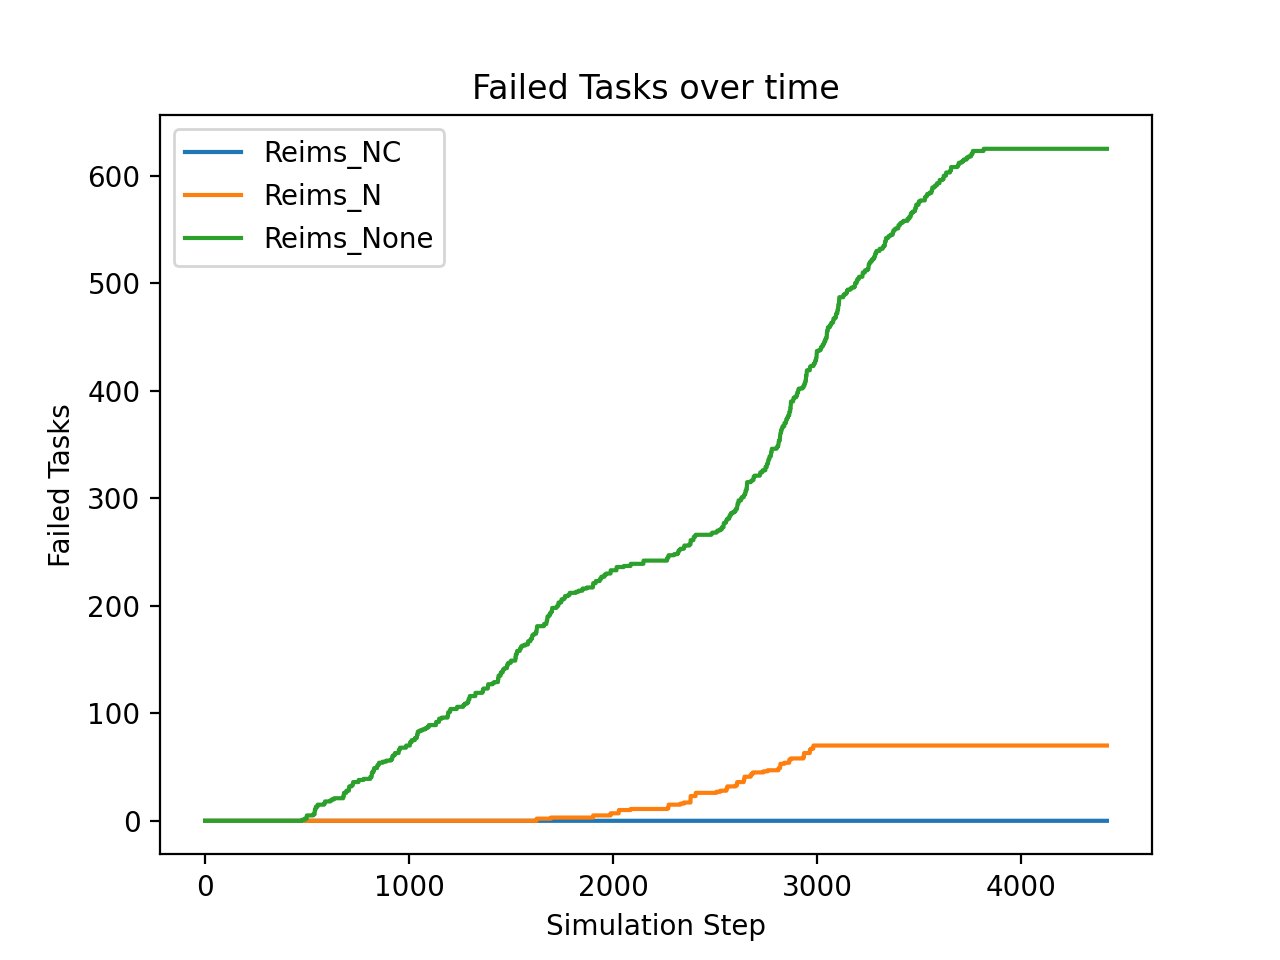 Failed Tasks over time
Reims_NC
Reims_N
Reims_None
Failed Tasks
600
500
400
300
200
100
0
0 1000 2000 3000 4000
Simulation Step